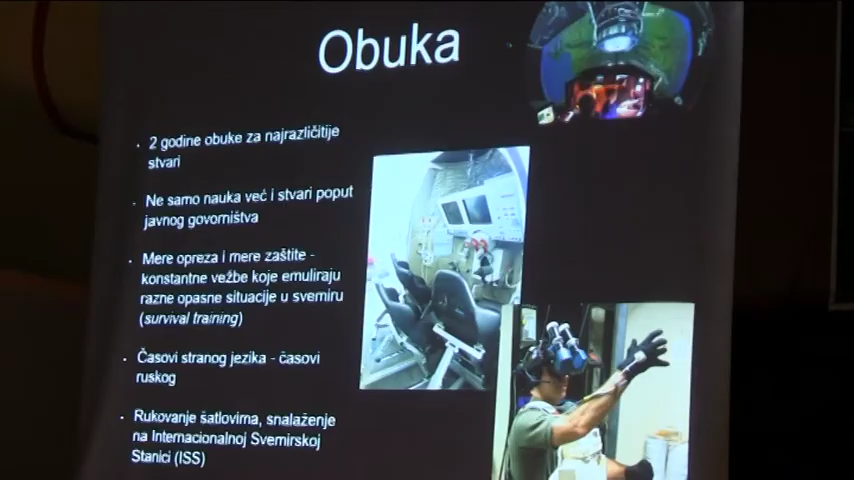 Obuka
• 2 godine obuke za najrazličitije
stvari
• Ne samo nauka već i stvari poput
javnog govorništva
• Mere opreza i mere zaštite -
konstantne vežbe koje emuliraju
razne opasne situacije u svemiru
(survival training)
• Časovi stranog jezika - časovi
ruskog
• Rukovanje šatlovima, snalaženje
na Internacionalnoj Svemirskoj
Stanici (ISS)